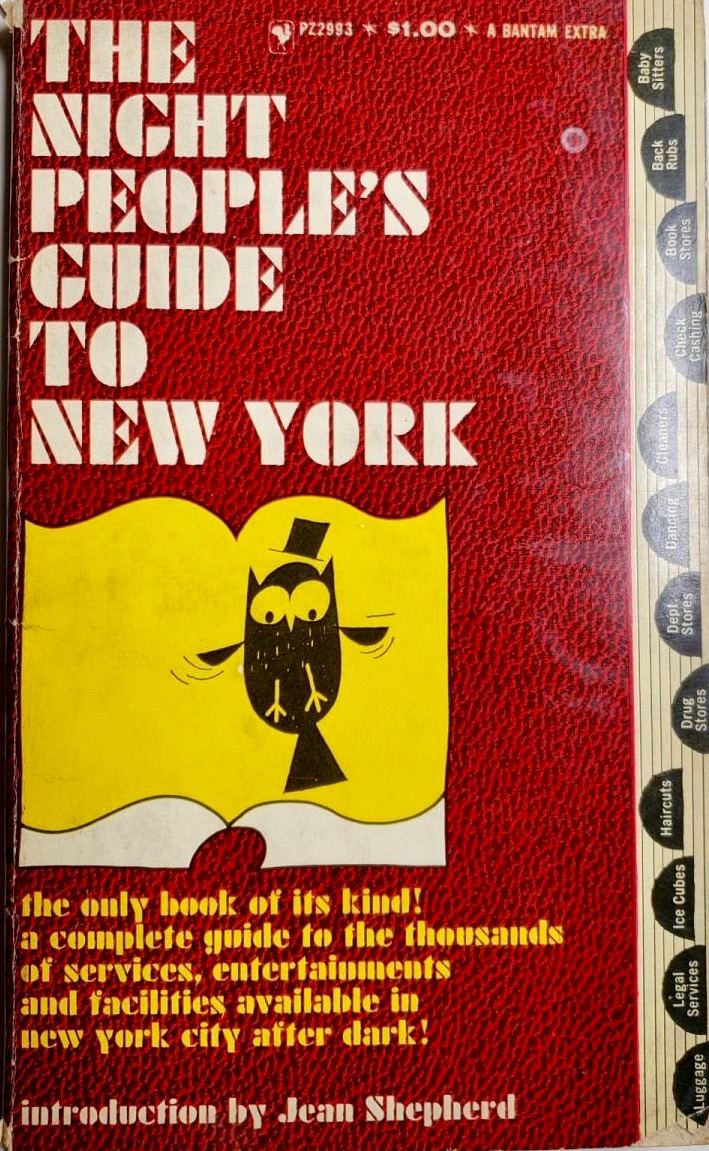 PZ2993 * $1.00 * A BANTAM EXTRA
THE
NIGHT
PEOPLE'S
GUIDE
TO
NEW YORK
the only book of its kind!
a complete guide to the thousands
of services, entertainments
and facilities available in
new york city after dark!
introduction by Jean Shepherd
Baby
Sitters
Back
Rubs
Book
Stores
Check
Cashing
Cleaners
Dancing
Dept.
Stores
Drug
Stores
Haircuts
Ice Cubes
Legal
Services
Luggage